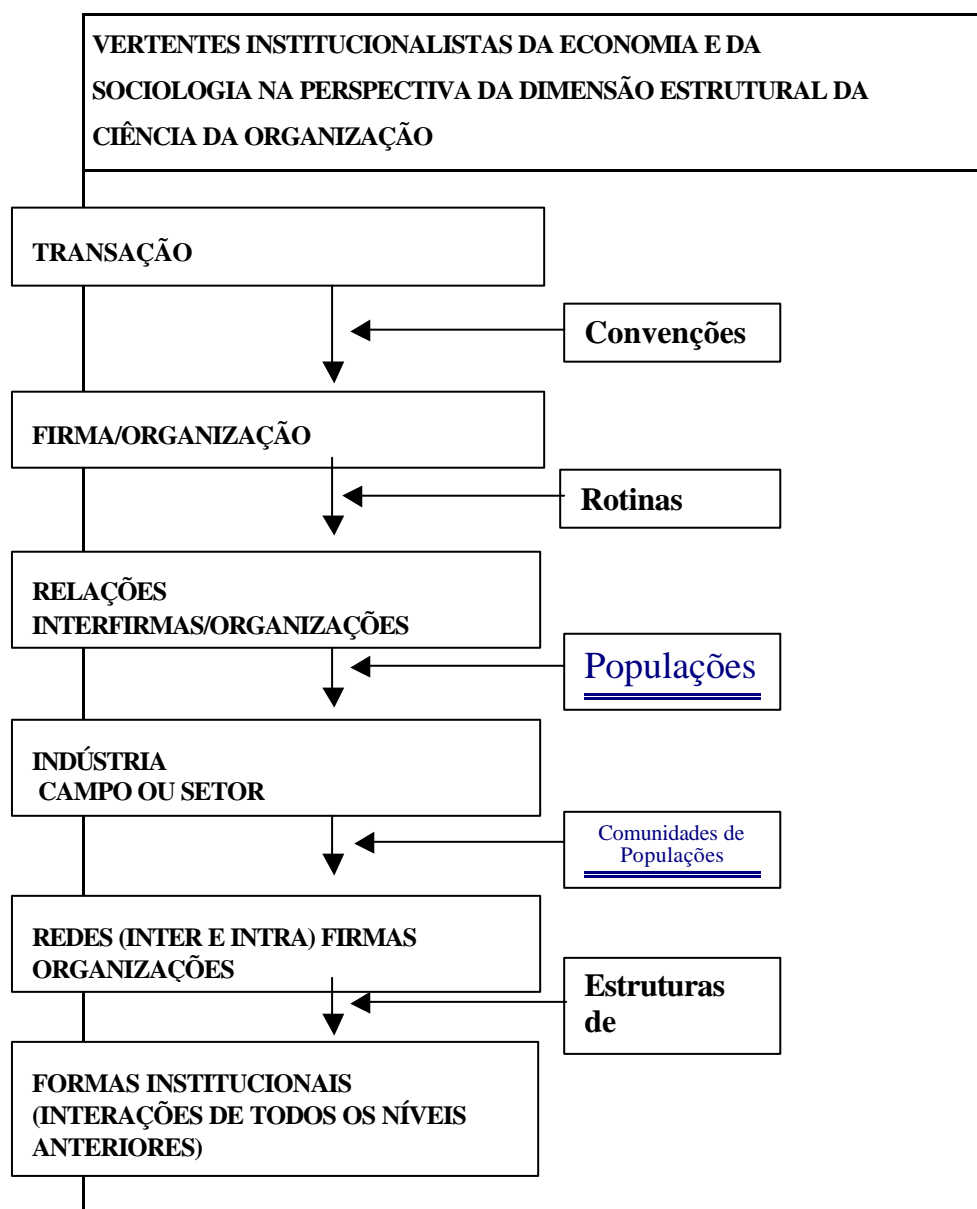 VERTENTES INSTITUCIONALISTAS DA ECONOMIA E DA
SOCIOLOGIA NA PERSPECTIVA DA DIMENSÃO ESTRUTURAL DA
CIÊNCIA DA ORGANIZAÇÃO
TRANSAÇÃO
Convenções
FIRMA/ORGANIZAÇÃO
Rotinas
RELAÇÕES
INTERFIRMAS/ORGANIZAÇÕES
Populações
INDÚSTRIA
CAMPO OU SETOR
Comunidades de
Populações
REDES (INTER E INTRA) FIRMAS
ORGANIZAÇÕES
Estruturas
de
FORMAS INSTITUCIONAIS
(INTERAÇÕES DE TODOS OS NÍVEIS
ANTERIORES)